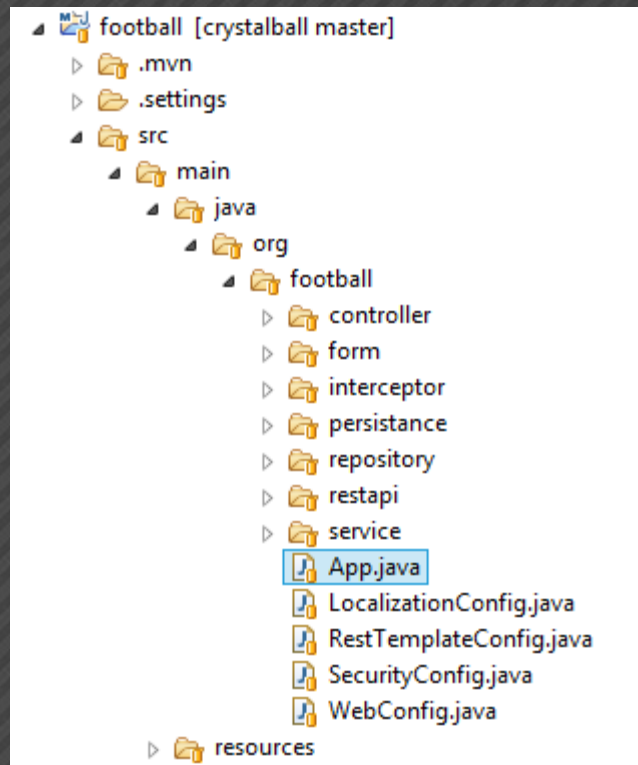 football [crystalball master]
.mvn
.settings
src
main
java
org
football
controller
form
interceptor
persistance
repository
restapi
service
App.java
LocalizationConfig.java
RestTemplateConfig.java
SecurityConfig.java
WebConfig.java
resources